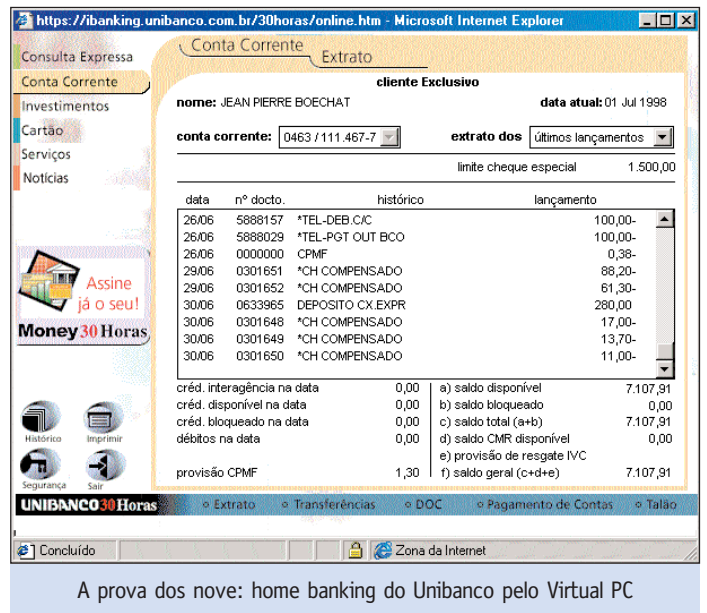 https://ibanking.unibanco.com.br/30horas/online.htm - Microsoft Internet Explorer
Consulta Expressa
Conta Corrente
Investimentos
Cartão
Serviços
Notícias
Assine
já o seu!
Money 30 Horas
Histórico
Imprimir
Segurança
Sair
Conta Corrente
Extrato
cliente Exclusivo
nome: JEAN PIERRE BOECHAT data atual: 01 Jul 1998
conta corrente: 0463 / 111.467-7 extrato dos últimos lançamentos
limite cheque especial 1.500,00
data nº docto. histórico lançamento
26/06 5888157 *TEL-DEB.C/C 100,00-
26/06 5888029 *TEL-PGT OUT BCO 100,00-
26/06 0000000 CPMF 0,38-
29/06 0301651 *CH COMPENSADO 88,20-
29/06 0301652 *CH COMPENSADO 61,30-
30/06 0633965 DEPOSITO CX.EXPR 280,00
30/06 0301648 *CH COMPENSADO 17,00-
30/06 0301649 *CH COMPENSADO 13,70-
30/06 0301650 *CH COMPENSADO 11,00-
créd. interagência na data 0,00 a) saldo disponível 7.107,91
créd. disponível na data 0,00 b) saldo bloqueado 0,00
créd. bloqueado na data 0,00 c) saldo total (a+b) 7.107,91
débitos na data 0,00 d) saldo CMR disponível 0,00
e) provisão de resgate IVC
provisão CPMF 1,30 f) saldo geral (c+d+e) 7.107,91
UNIBANCO 30 Horas Extrato Transferências DOC Pagamento de Contas Talão
Concluído Zona da Internet
A prova dos nove: home banking do Unibanco pelo Virtual PC